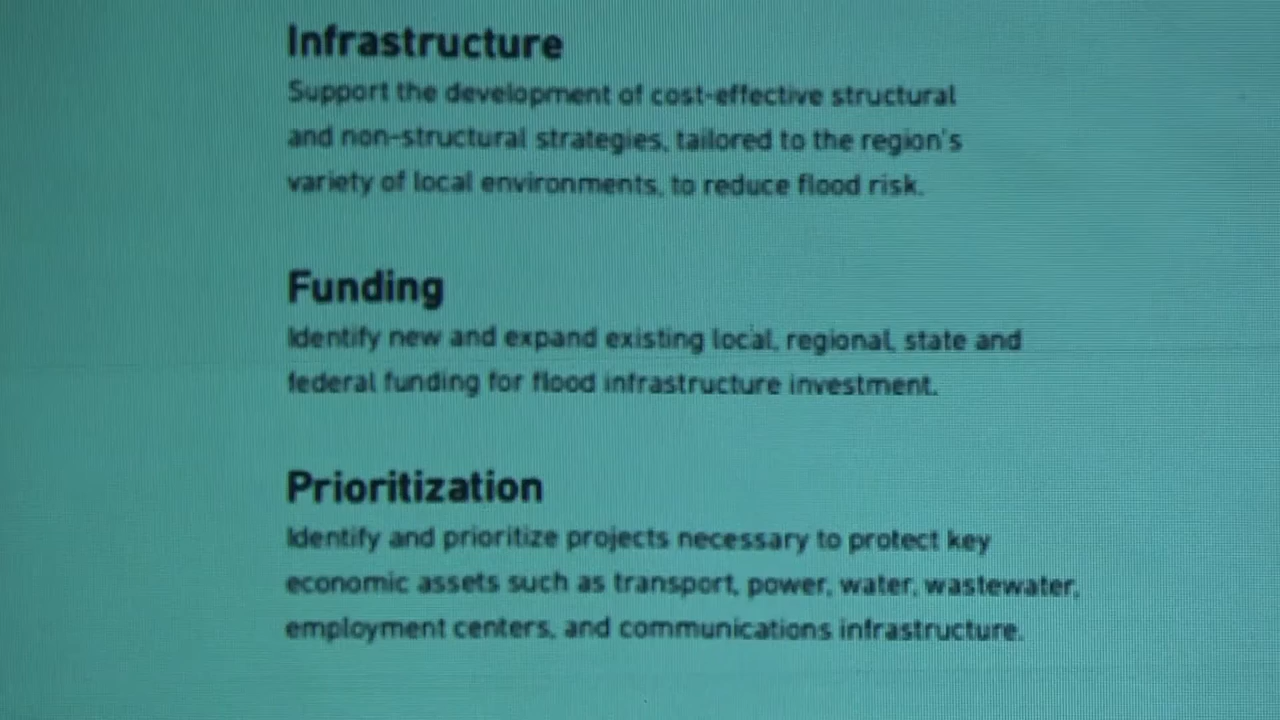 Infrastructure
Support the development of cost-effective structural
and non-structural strategies, tailored to the region's
variety of local environments, to reduce flood risk.
Funding
Identify new and expand existing local, regional, state and
federal funding for flood infrastructure investment.
Prioritization
Identify and prioritize projects necessary to protect key
economic assets such as transport, power, water, wastewater,
employment centers, and communications infrastructure.